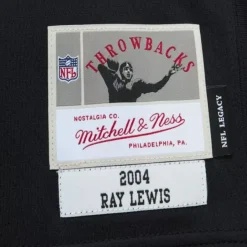 THROWBACKS
NFL
NOSTALGIA CO.
Mitchell & Ness
PHILADELPHIA, PA.
NFL LEGACY
2004
RAY LEWIS